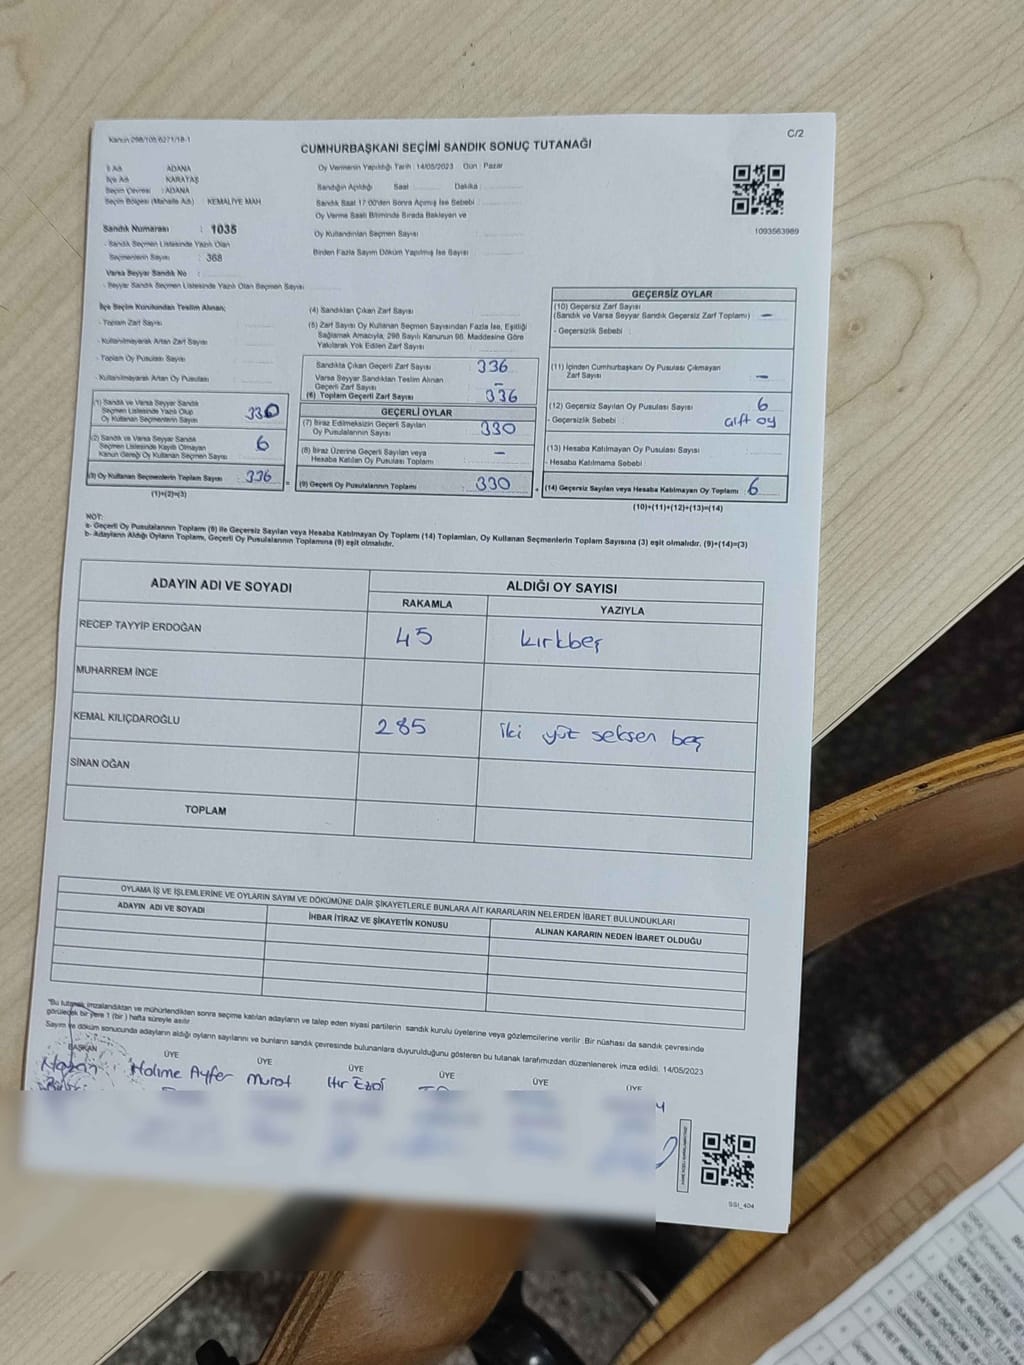 Kanun 298/105,6271/18-1
C/2
CUMHURBAŞKANI SEÇİMİ SANDIK SONUÇ TUTANAĞI
İl Adı : ADANA
İlçe Adı : KARATAŞ
Seçim Çevresi : ADANA
Seçim Bölgesi (Mahalle Adı) : KEMALİYE MAH
Sandık Numarası : 1035
- Sandık Seçmen Listesinde Yazılı Olan
Seçmenlerin Sayısı : 368
Varsa Seyyar Sandık No :
- Seyyar Sandık Seçmen Listesinde Yazılı Olan Seçmen Sayısı
Oy Vermenin Yapıldığı Tarih : 14/05/2023 Gün : Pazar
Sandığın Açıldığı Saat Dakika :
Sandık Saat 17:00'den Sonra Açılmış İse Sebebi :
Oy Verme Saati Bitiminde Sırada Bekleyen ve
Oy Kullandırılan Seçmen Sayısı :
Birden Fazla Sayım Döküm Yapılmış İse Sayısı :
1093563989
İlçe Seçim Kurulundan Teslim Alınan;
- Toplam Zarf Sayısı
- Kullanılmayarak Artan Zarf Sayısı
- Toplam Oy Pusulası Sayısı
- Kullanılmayarak Artan Oy Pusulası
(1) Sandık ve Varsa Seyyar Sandık
Seçmen Listesinde Yazılı Olup
Oy Kullanan Seçmenlerin Sayısı 330
(2) Sandık ve Varsa Seyyar Sandık
Seçmen Listesinde Kayıtlı Olmayan
Kanun Gereği Oy Kullanan Seçmen Sayısı 6
(3) Oy Kullanan Seçmenlerin Toplam Sayısı 336
(1)+(2)=(3)
(4) Sandıktan Çıkan Zarf Sayısı
(5) Zarf Sayısı Oy Kullanan Seçmen Sayısından Fazla İse, Eşitliği
Sağlamak Amacıyla, 298 Sayılı Kanunun 98. Maddesine Göre
Yakılarak Yok Edilen Zarf Sayısı
Sandıkta Çıkan Geçerli Zarf Sayısı 336
Varsa Seyyar Sandıktan Teslim Alınan
Geçerli Zarf Sayısı –
(6) Toplam Geçerli Zarf Sayısı 336
GEÇERLİ OYLAR
(7) İtiraz Edilmeksizin Geçerli Sayılan
Oy Pusulalarının Sayısı 330
(8) İtiraz Üzerine Geçerli Sayılan veya
Hesaba Katılan Oy Pusulası Toplamı –
(9) Geçerli Oy Pusulalarının Toplamı 330
GEÇERSİZ OYLAR
(10) Geçersiz Zarf Sayısı
(Sandık ve Varsa Seyyar Sandık Geçersiz Zarf Toplamı) –
- Geçersizlik Sebebi :
(11) İçinden Cumhurbaşkanı Oy Pusulası Çıkmayan
Zarf Sayısı –
(12) Geçersiz Sayılan Oy Pusulası Sayısı 6
- Geçersizlik Sebebi : çift oy
(13) Hesaba Katılmayan Oy Pusulası Sayısı :
- Hesaba Katılmama Sebebi
(14) Geçersiz Sayılan veya Hesaba Katılmayan Oy Toplamı 6
(10)+(11)+(12)+(13)=(14)
NOT:
a- Geçerli Oy Pusulalarının Toplamı (9) ile Geçersiz Sayılan veya Hesaba Katılmayan Oy Toplamı (14) Toplamları, Oy Kullanan Seçmenlerin Toplam Sayısına (3) eşit olmalıdır. (9)+(14)=(3)
b- Adayların Aldığı Oyların Toplamı, Geçerli Oy Pusulalarının Toplamına (9) eşit olmalıdır.
ADAYIN ADI VE SOYADI ALDIĞI OY SAYISI
RAKAMLA YAZIYLA
RECEP TAYYİP ERDOĞAN 45 kırkbeş
MUHARREM İNCE
KEMAL KILIÇDAROĞLU 285 iki yüz seksen beş
SİNAN OĞAN
TOPLAM
OYLAMA İŞ VE İŞLEMLERİNE VE OYLARIN SAYIM VE DÖKÜMÜNE DAİR ŞİKAYETLERLE BUNLARA AİT KARARLARIN NELERDEN İBARET BULUNDUKLARI
ADAYIN ADI VE SOYADI İHBAR İTİRAZ VE ŞİKAYETİN KONUSU ALINAN KARARIN NEDEN İBARET OLDUĞU
"Bu tutanak imzalandıktan ve mühürlendikten sonra seçime katılan adayların ve talep eden siyasi partilerin sandık kurulu üyelerine veya gözlemcilerine verilir. Bir nüshası da sandık çevresinde
görülecek bir yere 1 (bir) hafta süreyle asılır
Sayım ve döküm sonucunda adayların aldığı oyların sayılarını ve bunların sandık çevresinde bulunanlara duyurulduğunu gösteren bu tutanak tarafımızdan düzenlenerek imza edildi. 14/05/2023
BAŞKAN ÜYE ÜYE ÜYE ÜYE ÜYE ÜYE
Halime Ayfer Murat
SSI_404